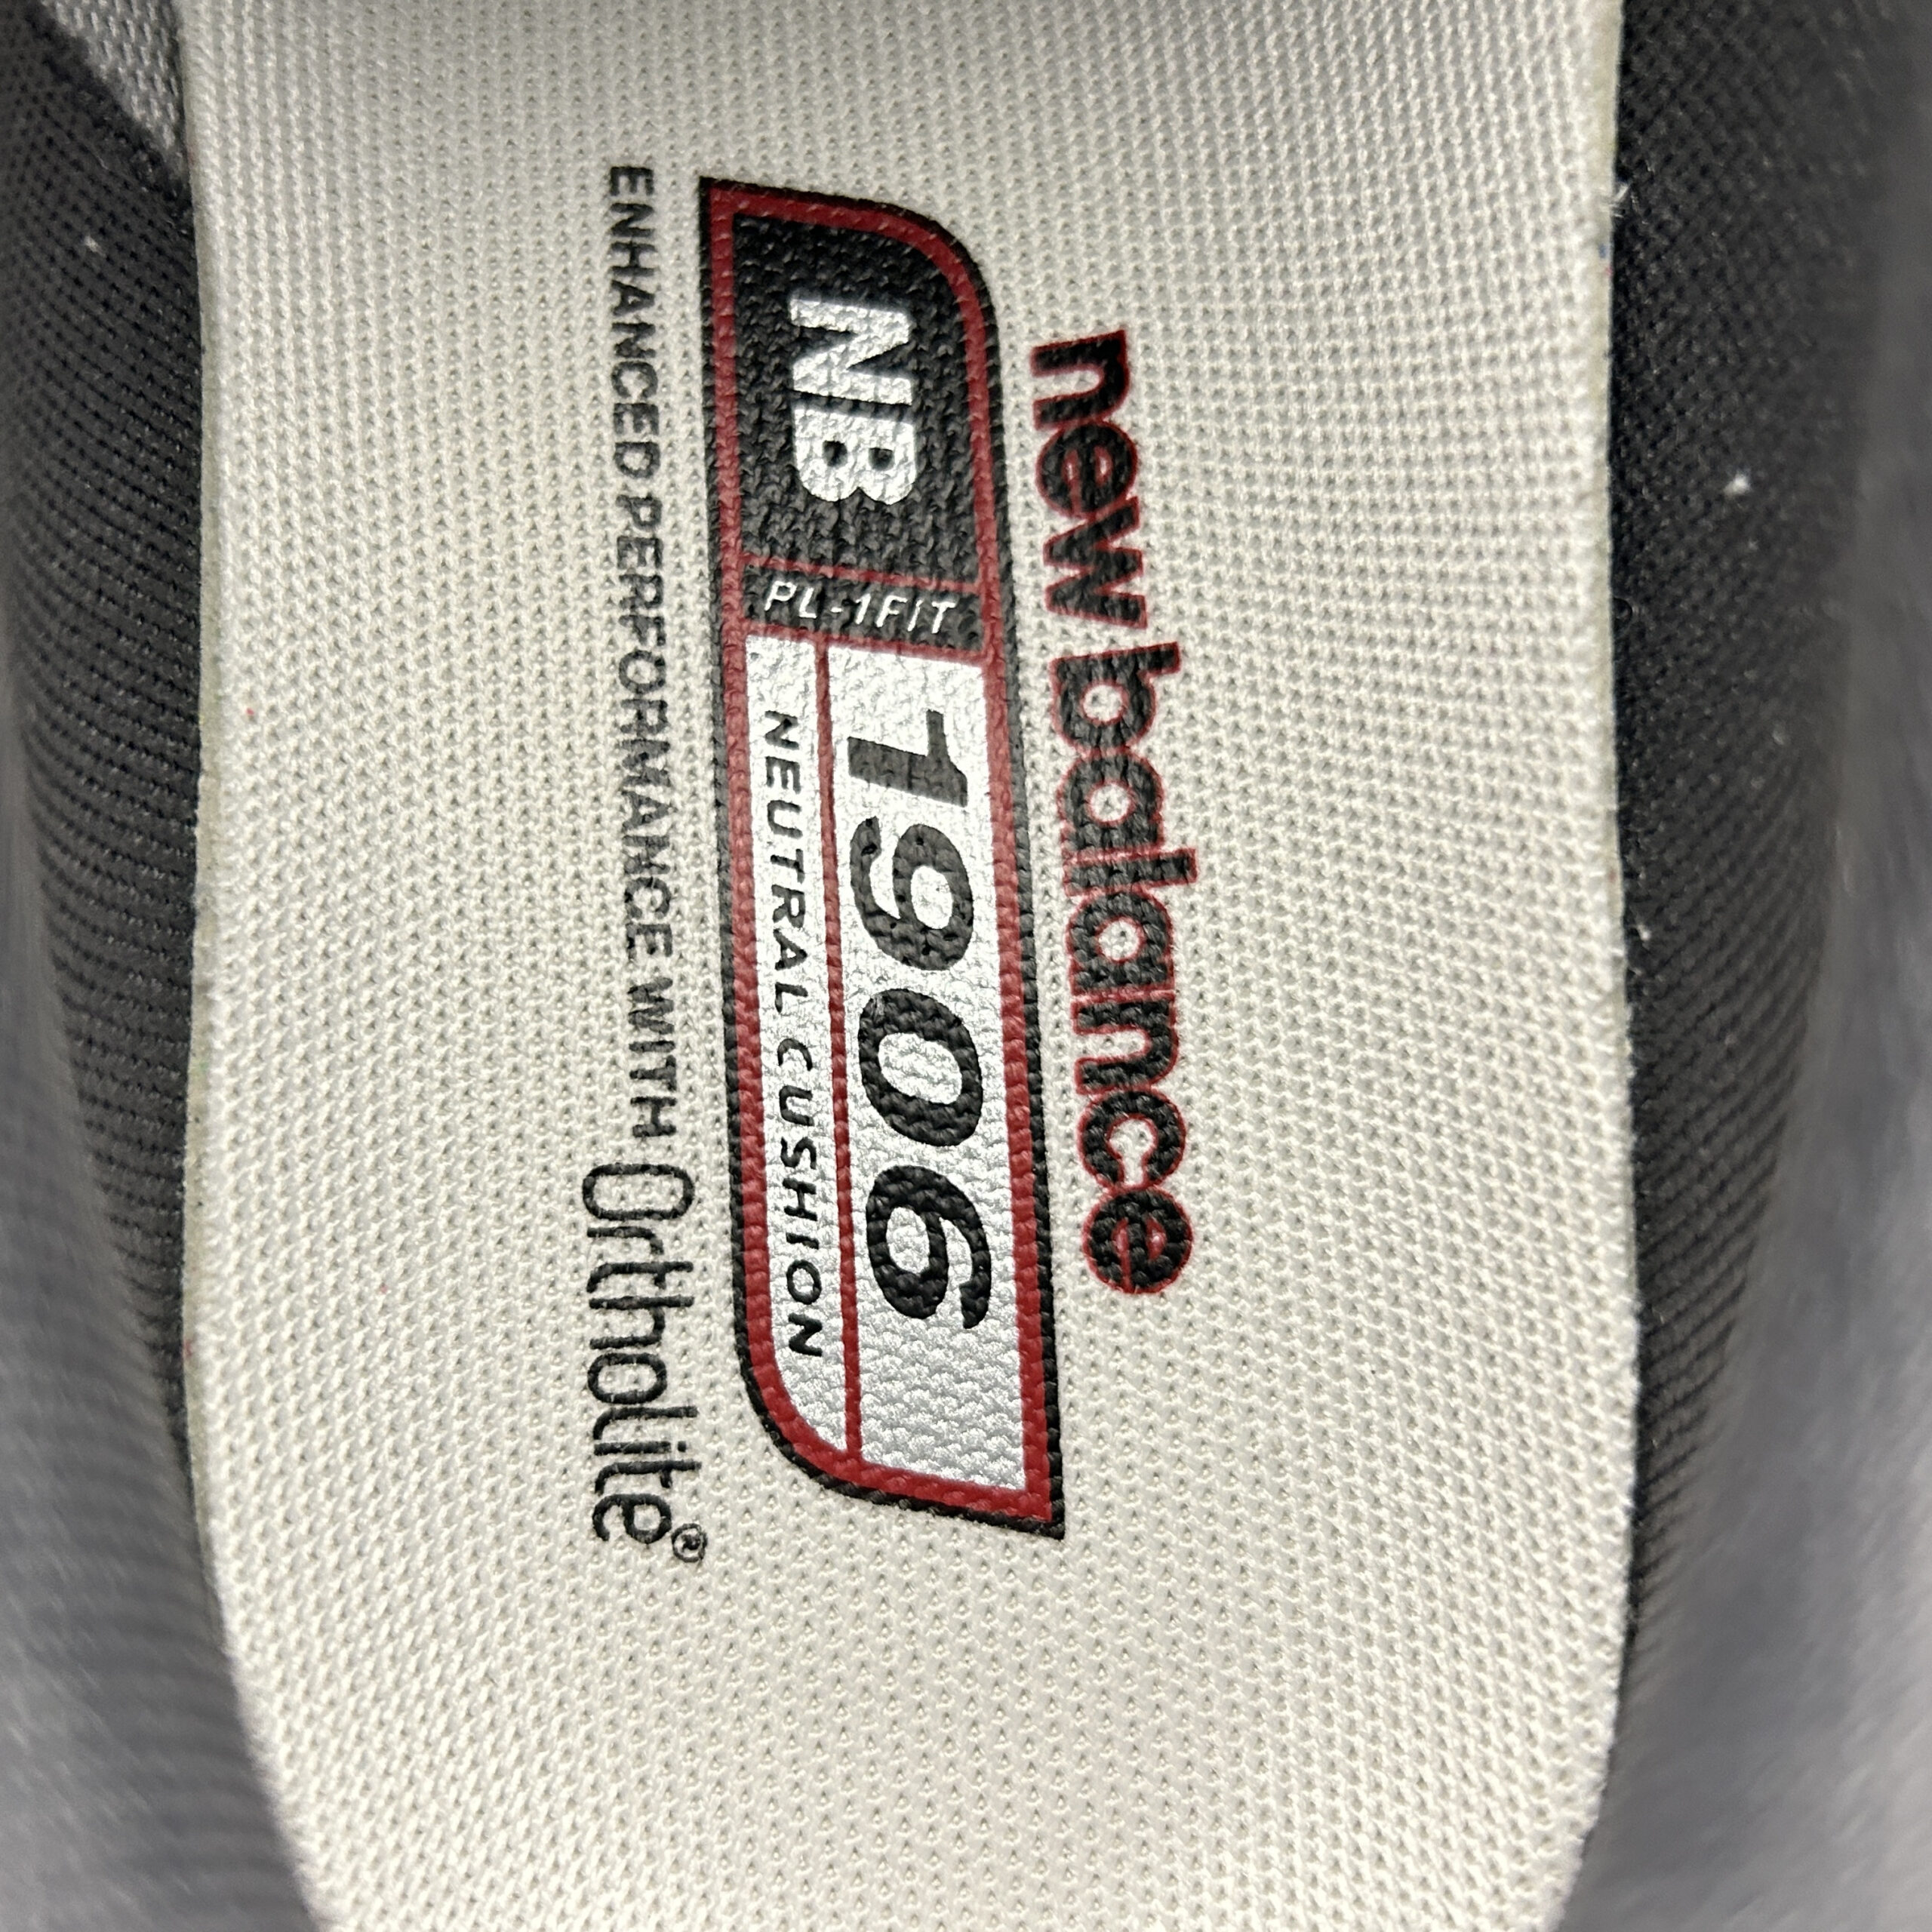 new balance
NB
PL-1FIT
1906
NEUTRAL CUSHION
ENHANCED PERFORMANCE WITH Ortholite®